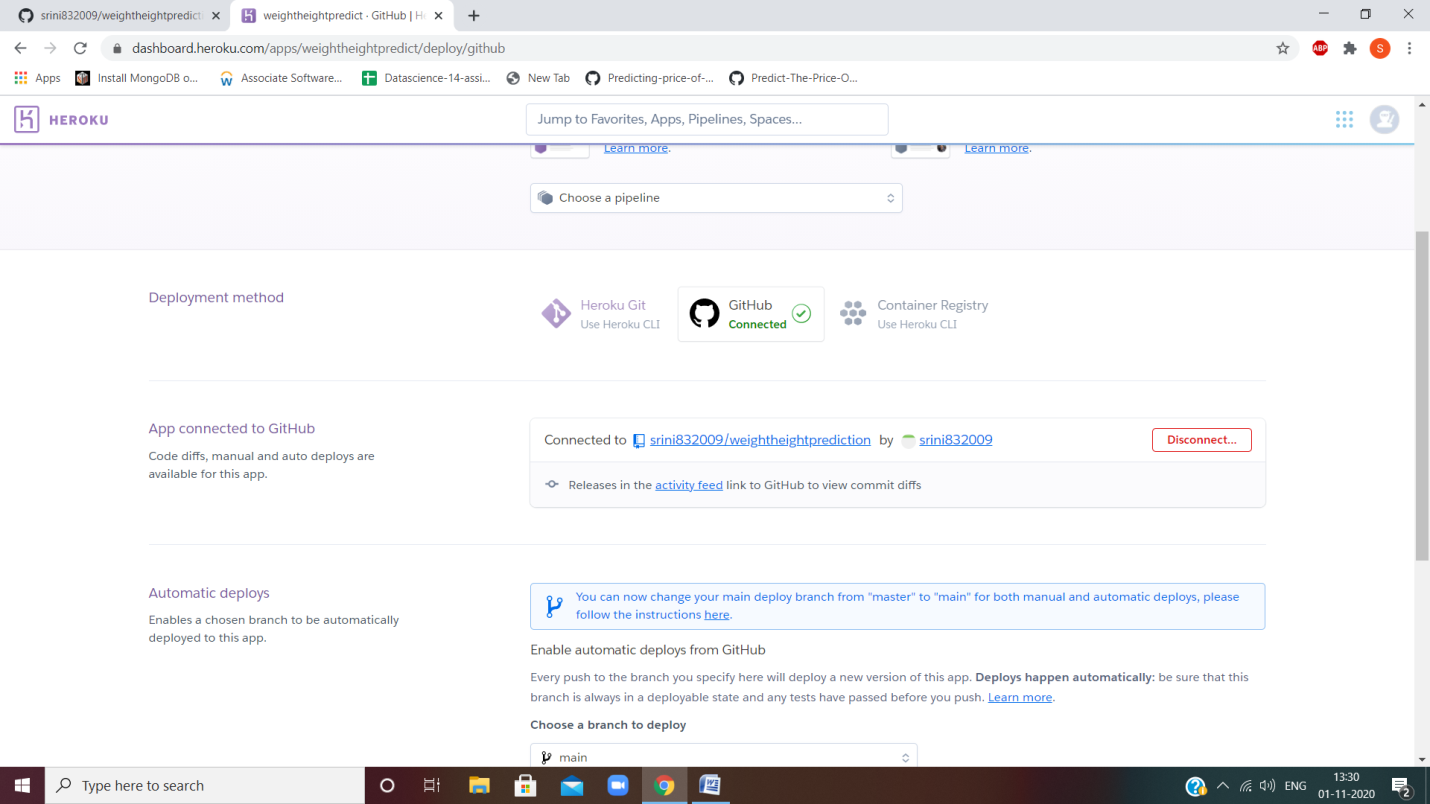 srini832009/weightheightpredicti
weightheightpredict · GitHub | He
dashboard.heroku.com/apps/weightheightpredict/deploy/github
ABP
S
Apps
Install MongoDB o...
Associate Software...
Datascience-14-assi...
New Tab
Predicting-price-of-...
Predict-The-Price-O...
HEROKU
Jump to Favorites, Apps, Pipelines, Spaces...
Learn more.
Learn more.
Choose a pipeline
Deployment method
Heroku Git
Use Heroku CLI
GitHub
Connected
Container Registry
Use Heroku CLI
App connected to GitHub
Code diffs, manual and auto deploys are
available for this app.
Connected to srini832009/weightheightprediction by srini832009
Disconnect...
Releases in the activity feed link to GitHub to view commit diffs
Automatic deploys
Enables a chosen branch to be automatically
deployed to this app.
You can now change your main deploy branch from "master" to "main" for both manual and automatic deploys, please
follow the instructions here.
Enable automatic deploys from GitHub
Every push to the branch you specify here will deploy a new version of this app. Deploys happen automatically: be sure that this
branch is always in a deployable state and any tests have passed before you push. Learn more.
Choose a branch to deploy
main
Type here to search
ENG
13:30
01-11-2020
2